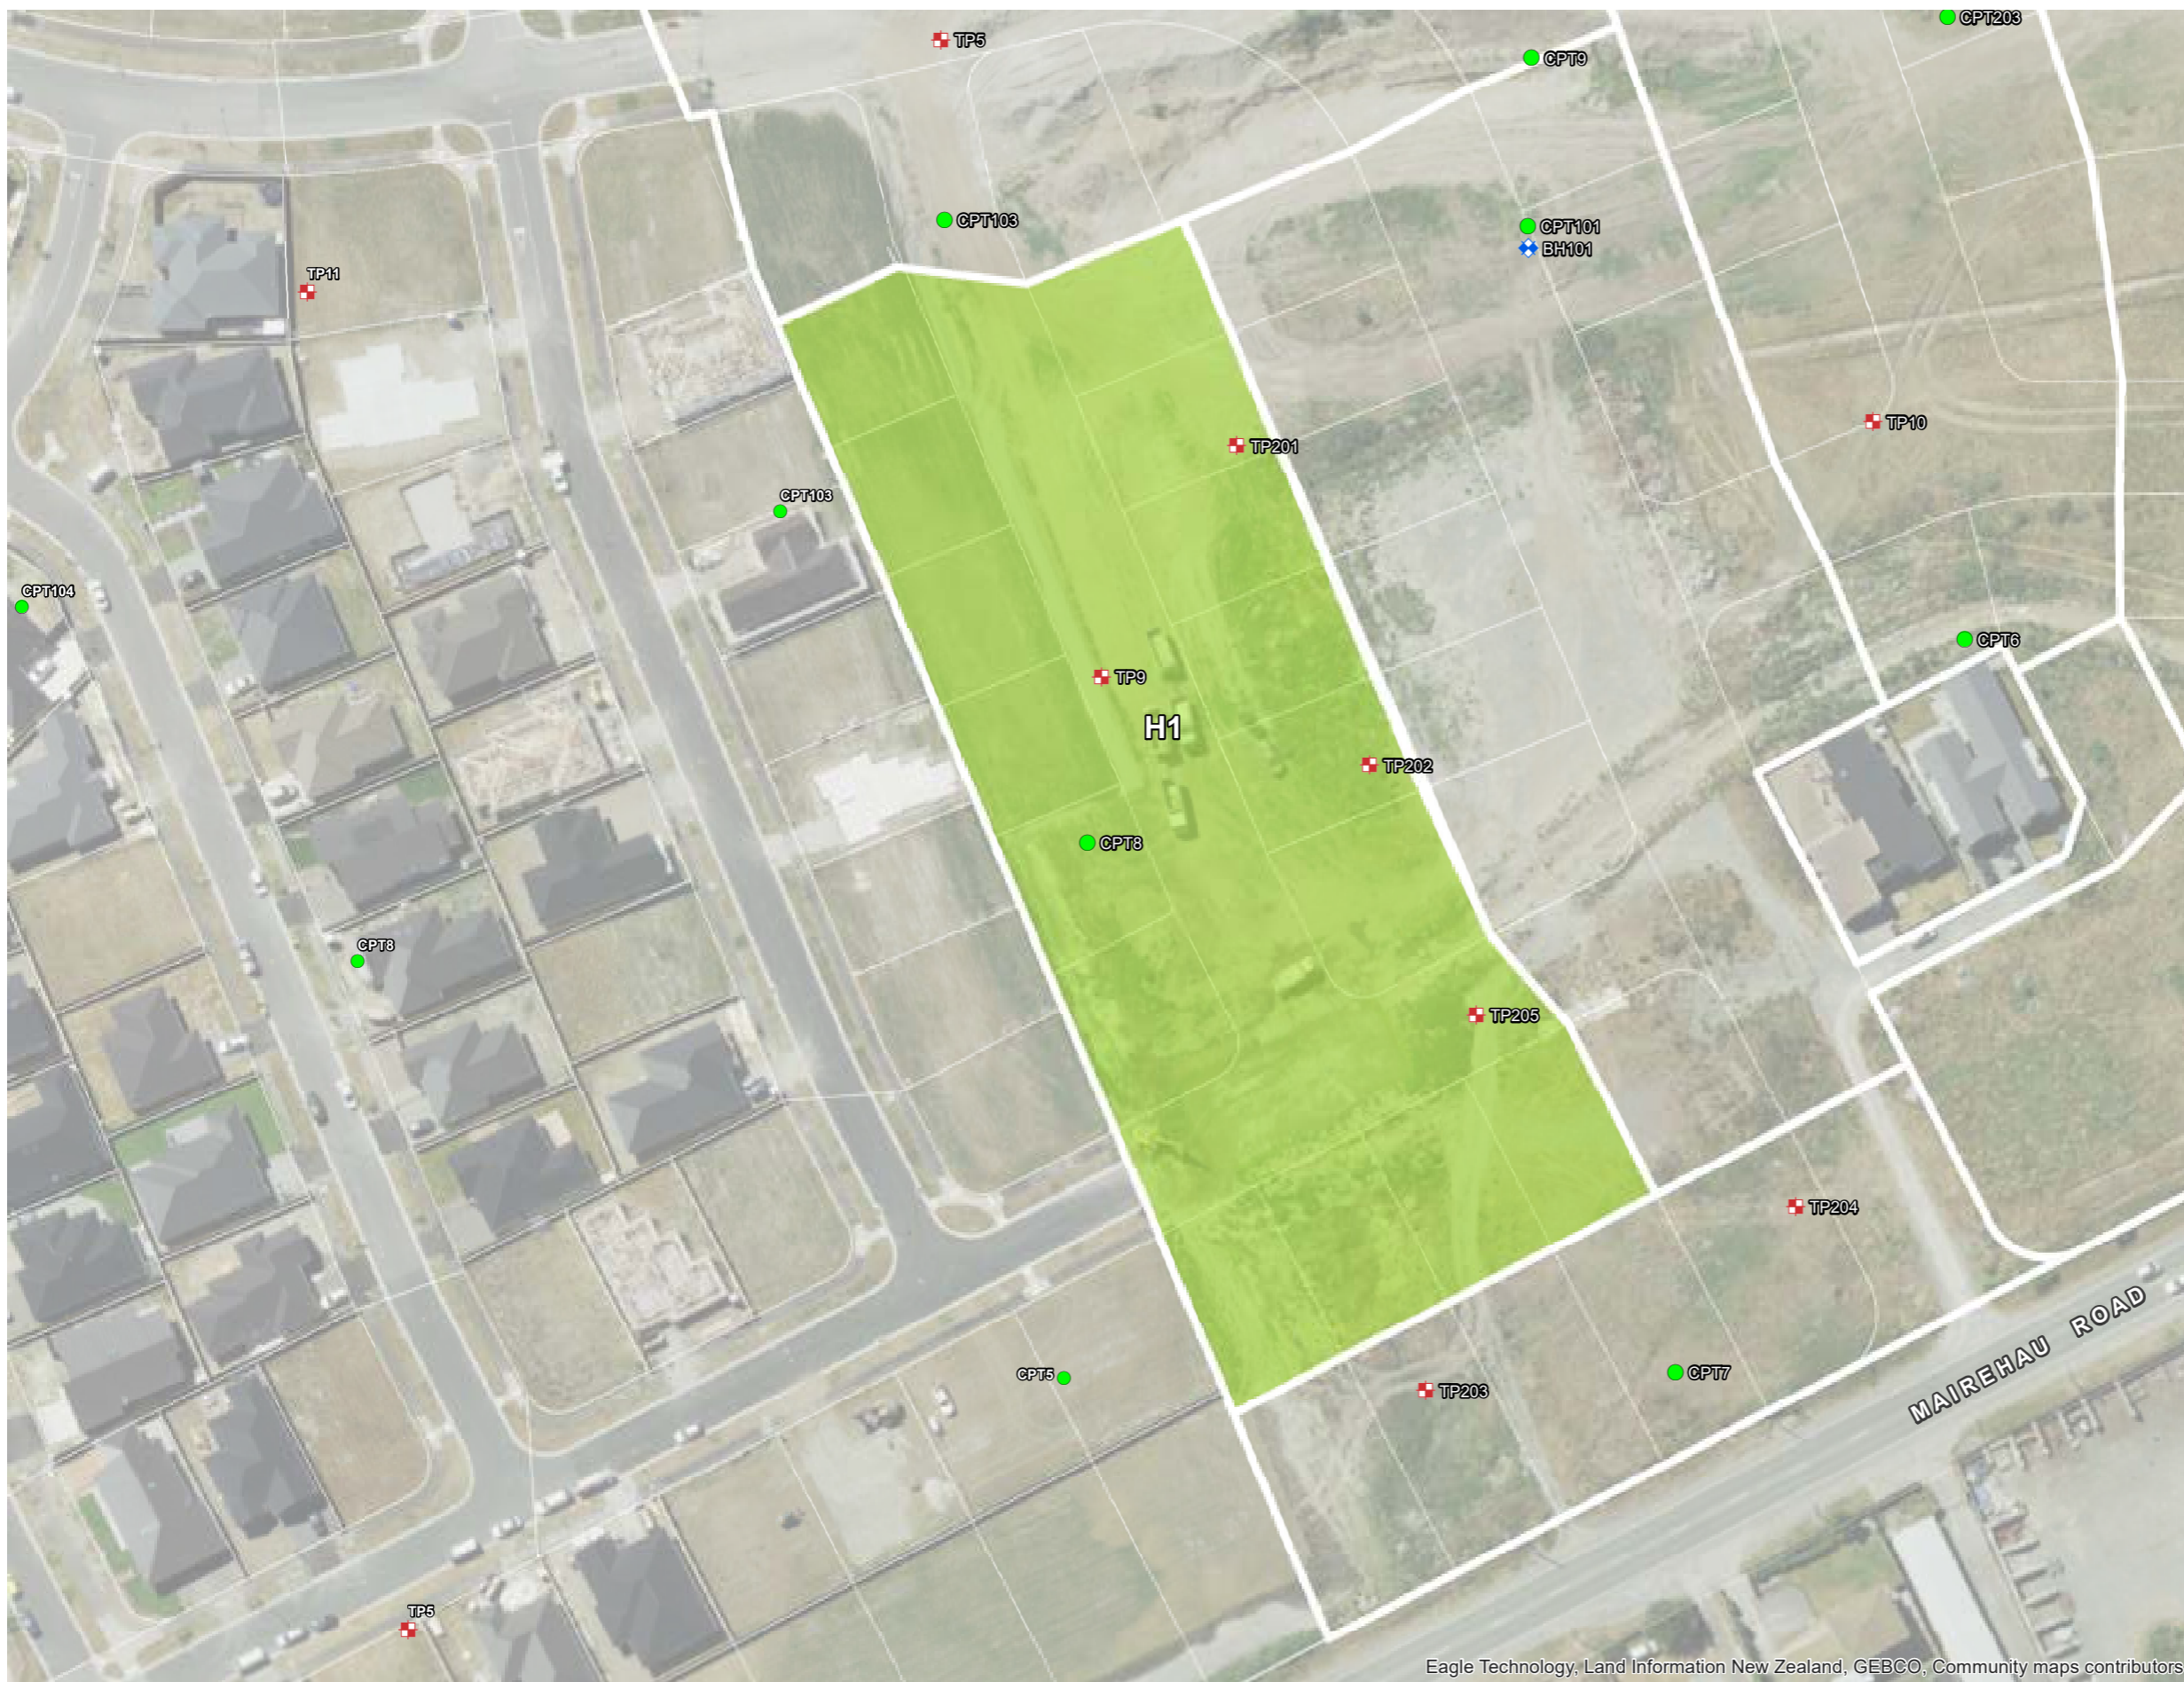 CPT203
TP5
CPT9
CPT103
CPT101
BH101
TP11
TP10
TP201
CPT103
CPT104
CPT6
TP9
H1
TP202
CPT8
CPT8
TP205
TP204
MAIREHAU ROAD
CPT5
CPT7
TP203
TP5
Eagle Technology, Land Information New Zealand, GEBCO, Community maps contributors